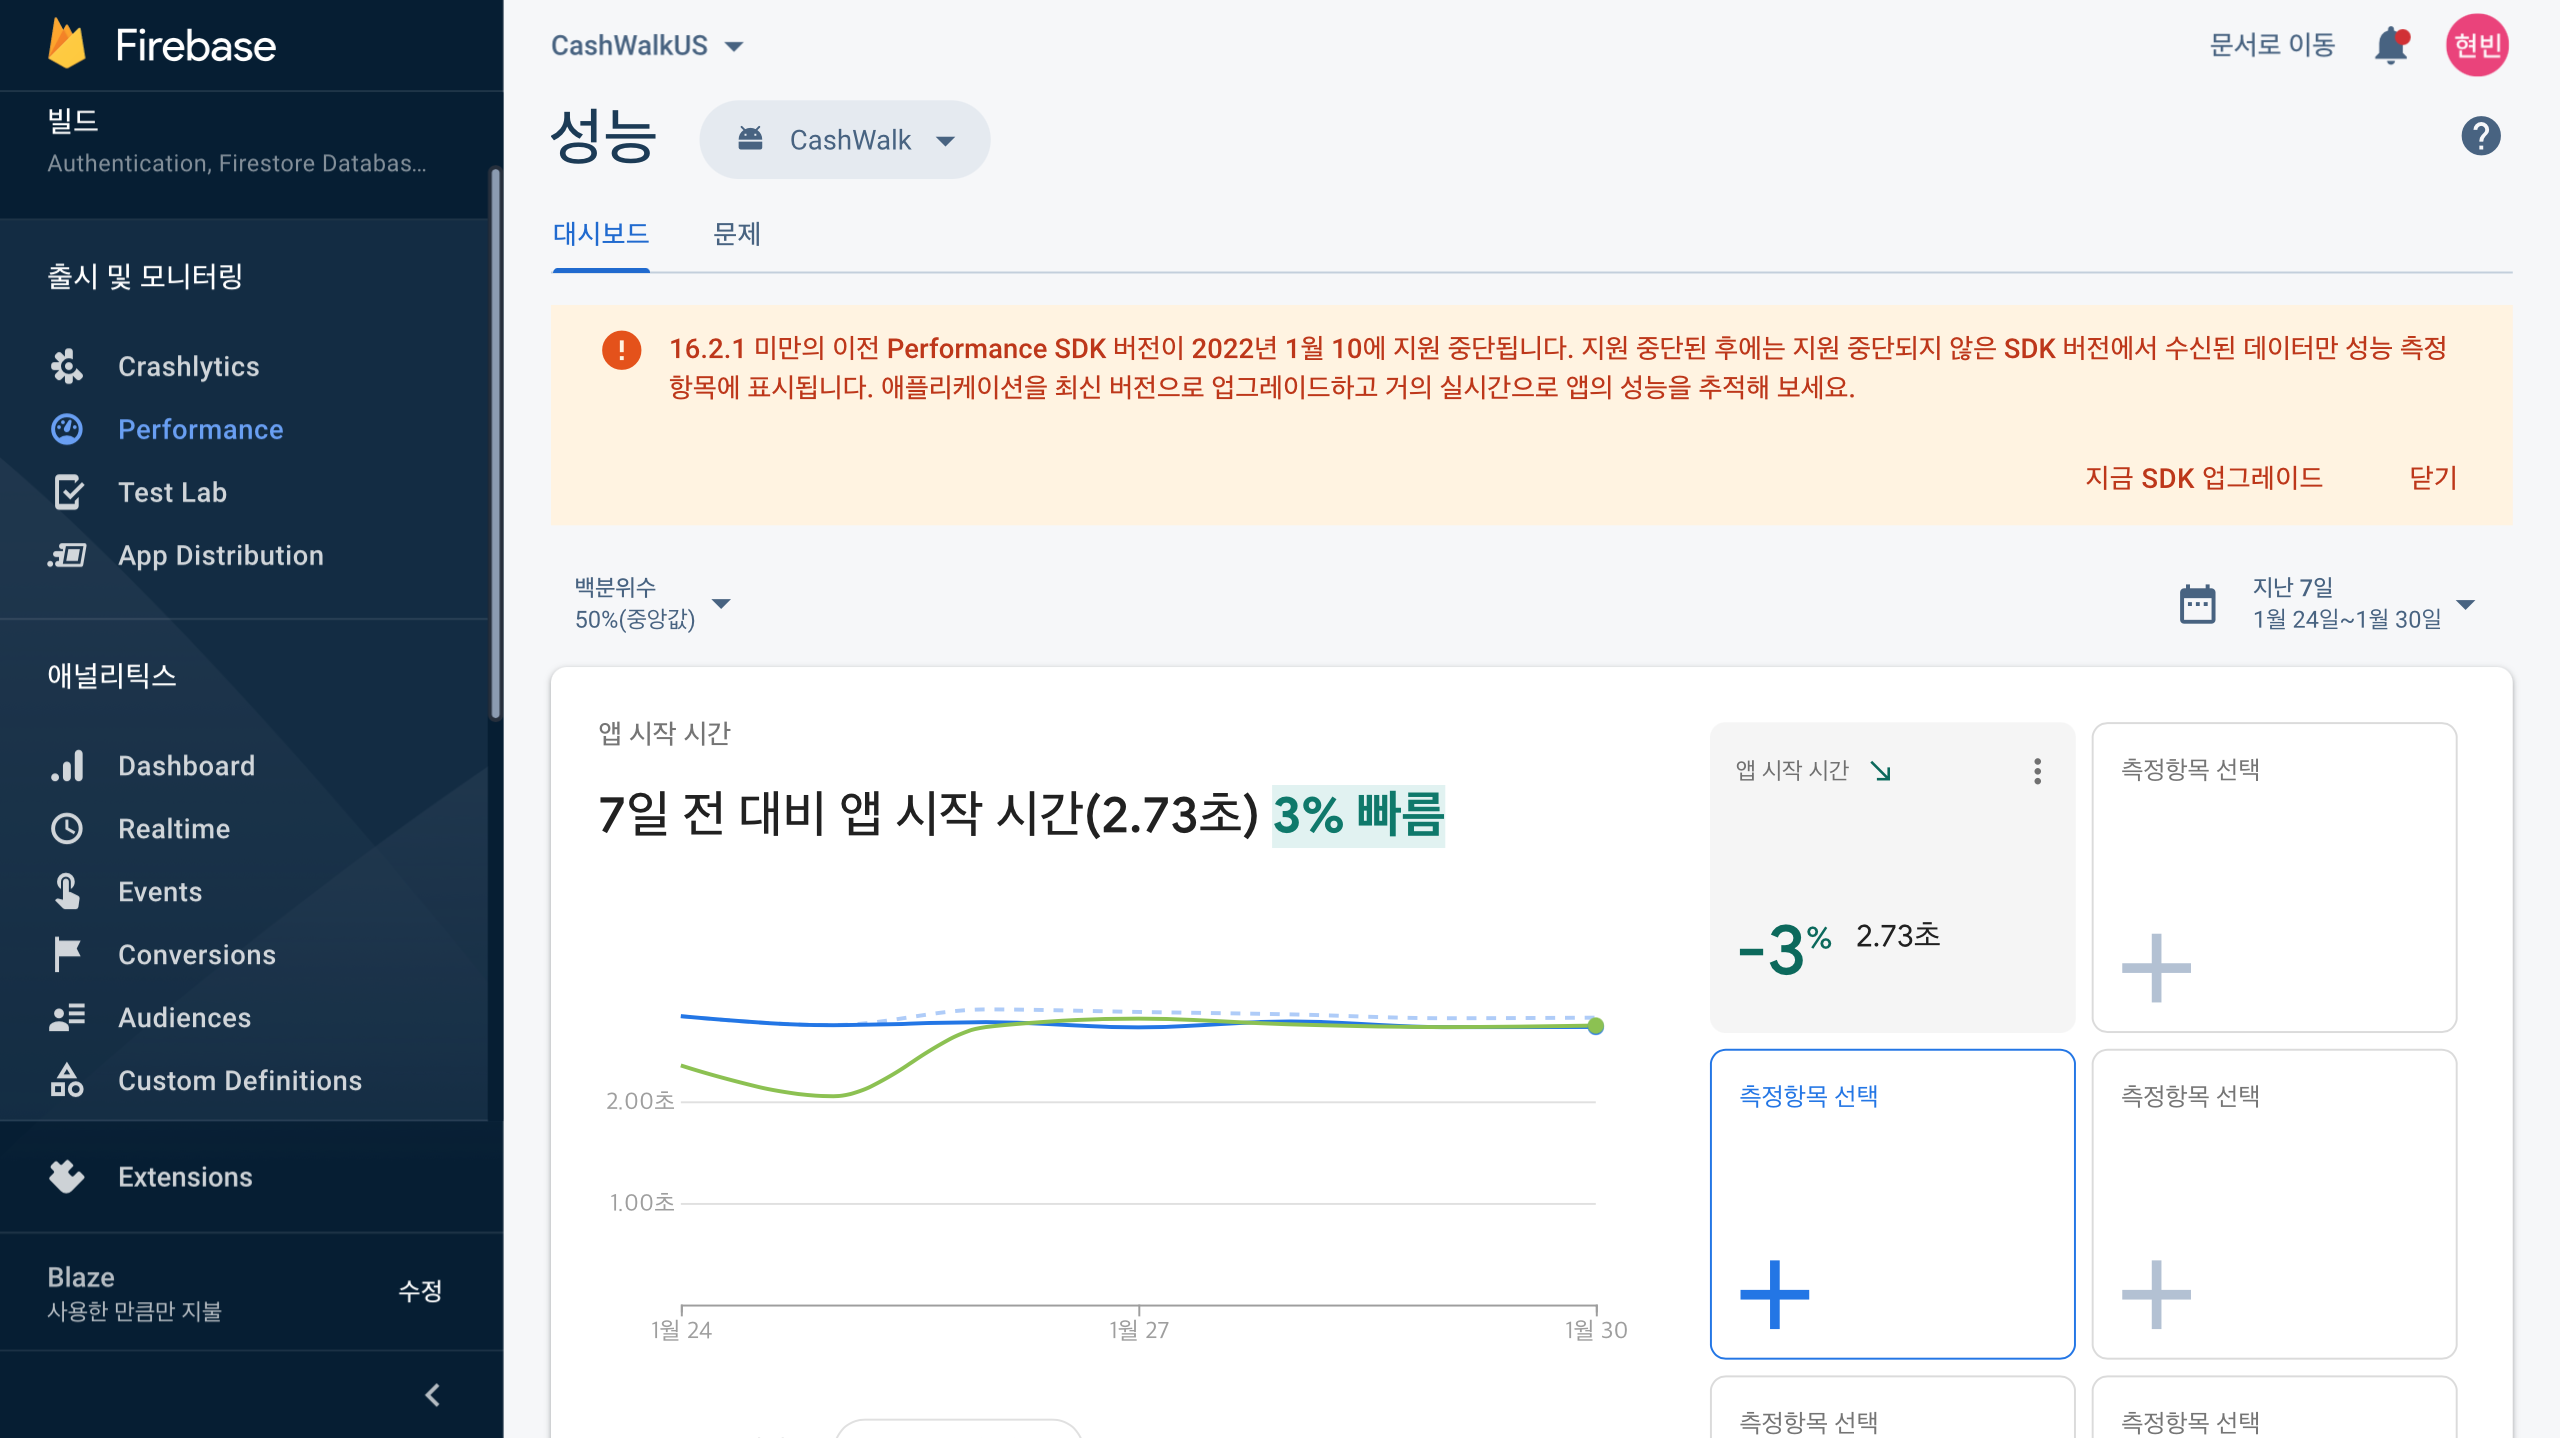 Firebase
빌드
Authentication, Firestore Databas...
출시 및 모니터링
Crashlytics
Performance
Test Lab
App Distribution
애널리틱스
Dashboard
Realtime
Events
Conversions
Audiences
Custom Definitions
Extensions
Blaze
사용한 만큼만 지불
수정
CashWalkUS
문서로 이동
현빈
성능
CashWalk
대시보드
문제
16.2.1 미만의 이전 Performance SDK 버전이 2022년 1월 10에 지원 중단됩니다. 지원 중단된 후에는 지원 중단되지 않은 SDK 버전에서 수신된 데이터만 성능 측정
항목에 표시됩니다. 애플리케이션을 최신 버전으로 업그레이드하고 거의 실시간으로 앱의 성능을 추적해 보세요.
지금 SDK 업그레이드
닫기
백분위수
50%(중앙값)
지난 7일
1월 24일~1월 30일
앱 시작 시간
7일 전 대비 앱 시작 시간(2.73초) 3% 빠름
2.00초
1.00초
1월 24
1월 27
1월 30
앱 시작 시간
-3% 2.73초
측정항목 선택
측정항목 선택
측정항목 선택
측정항목 선택
측정항목 선택